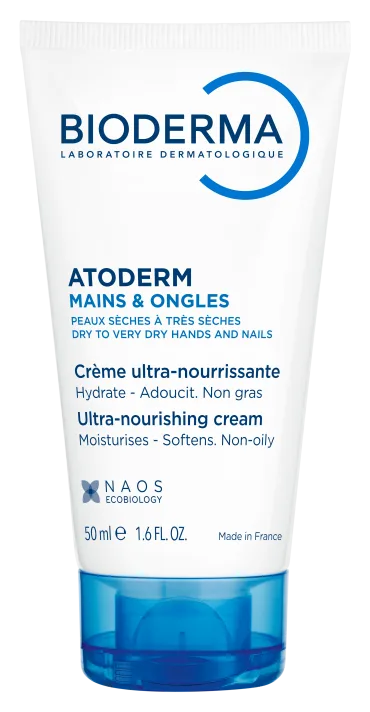 BIODERMA
LABORATOIRE DERMATOLOGIQUE
ATODERM
MAINS & ONGLES
PEAUX SÈCHES À TRÈS SÈCHES
DRY TO VERY DRY HANDS AND NAILS
Crème ultra-nourrissante
Hydrate - Adoucit. Non gras
Ultra-nourishing cream
Moisturises - Softens. Non-oily
NAOS
ECOBIOLOGY
50 ml ℮ 1.6 FL. OZ.
Made in France